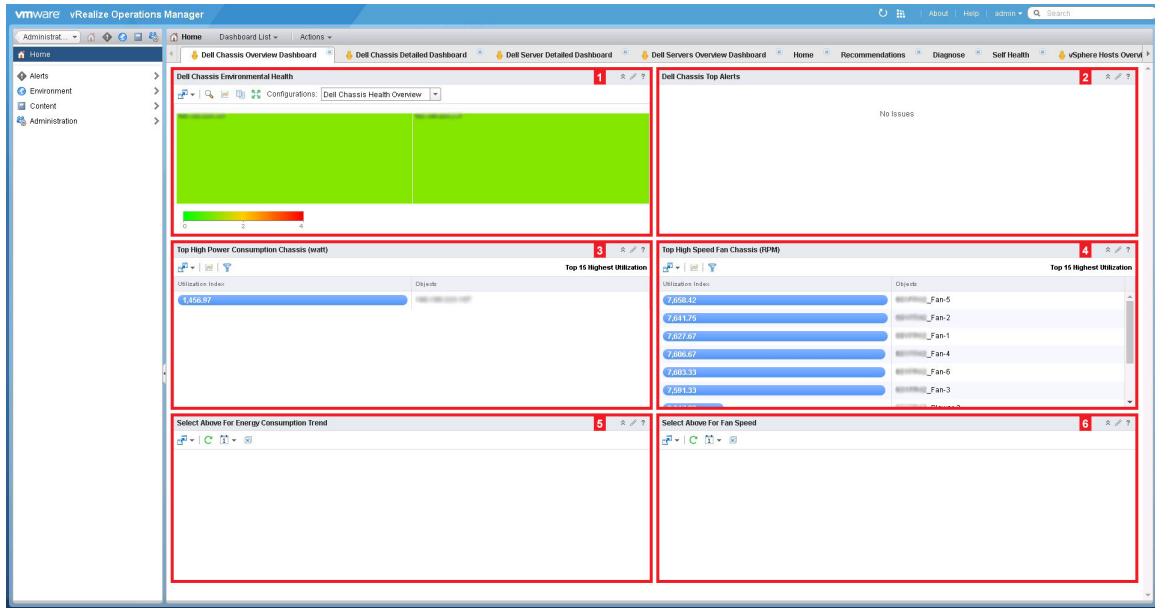 vmware vRealize Operations Manager
About Help admin Search
Administrat...
Home Dashboard List Actions
Home
Dell Chassis Overview Dashboard Dell Chassis Detailed Dashboard Dell Server Detailed Dashboard Dell Servers Overview Dashboard Home Recommendations Diagnose Self Health vSphere Hosts Overvi
Alerts
Environment
Content
Administration
Dell Chassis Environmental Health 1 ?
Configurations: Dell Chassis Health Overview
0 2 4
Dell Chassis Top Alerts 2 ?
No Issues
Top High Power Consumption Chassis (watt) 3 ?
Top 15 Highest Utilization
Utilization Index Objects
1,456.97
Top High Speed Fan Chassis (RPM) 4 ?
Top 15 Highest Utilization
Utilization Index Objects
7,658.42 _Fan-5
7,641.75 _Fan-2
7,627.67 _Fan-1
7,606.67 _Fan-4
7,603.33 _Fan-6
7,591.33 _Fan-3
Select Above For Energy Consumption Trend 5 ?
1
Select Above For Fan Speed 6 ?
1